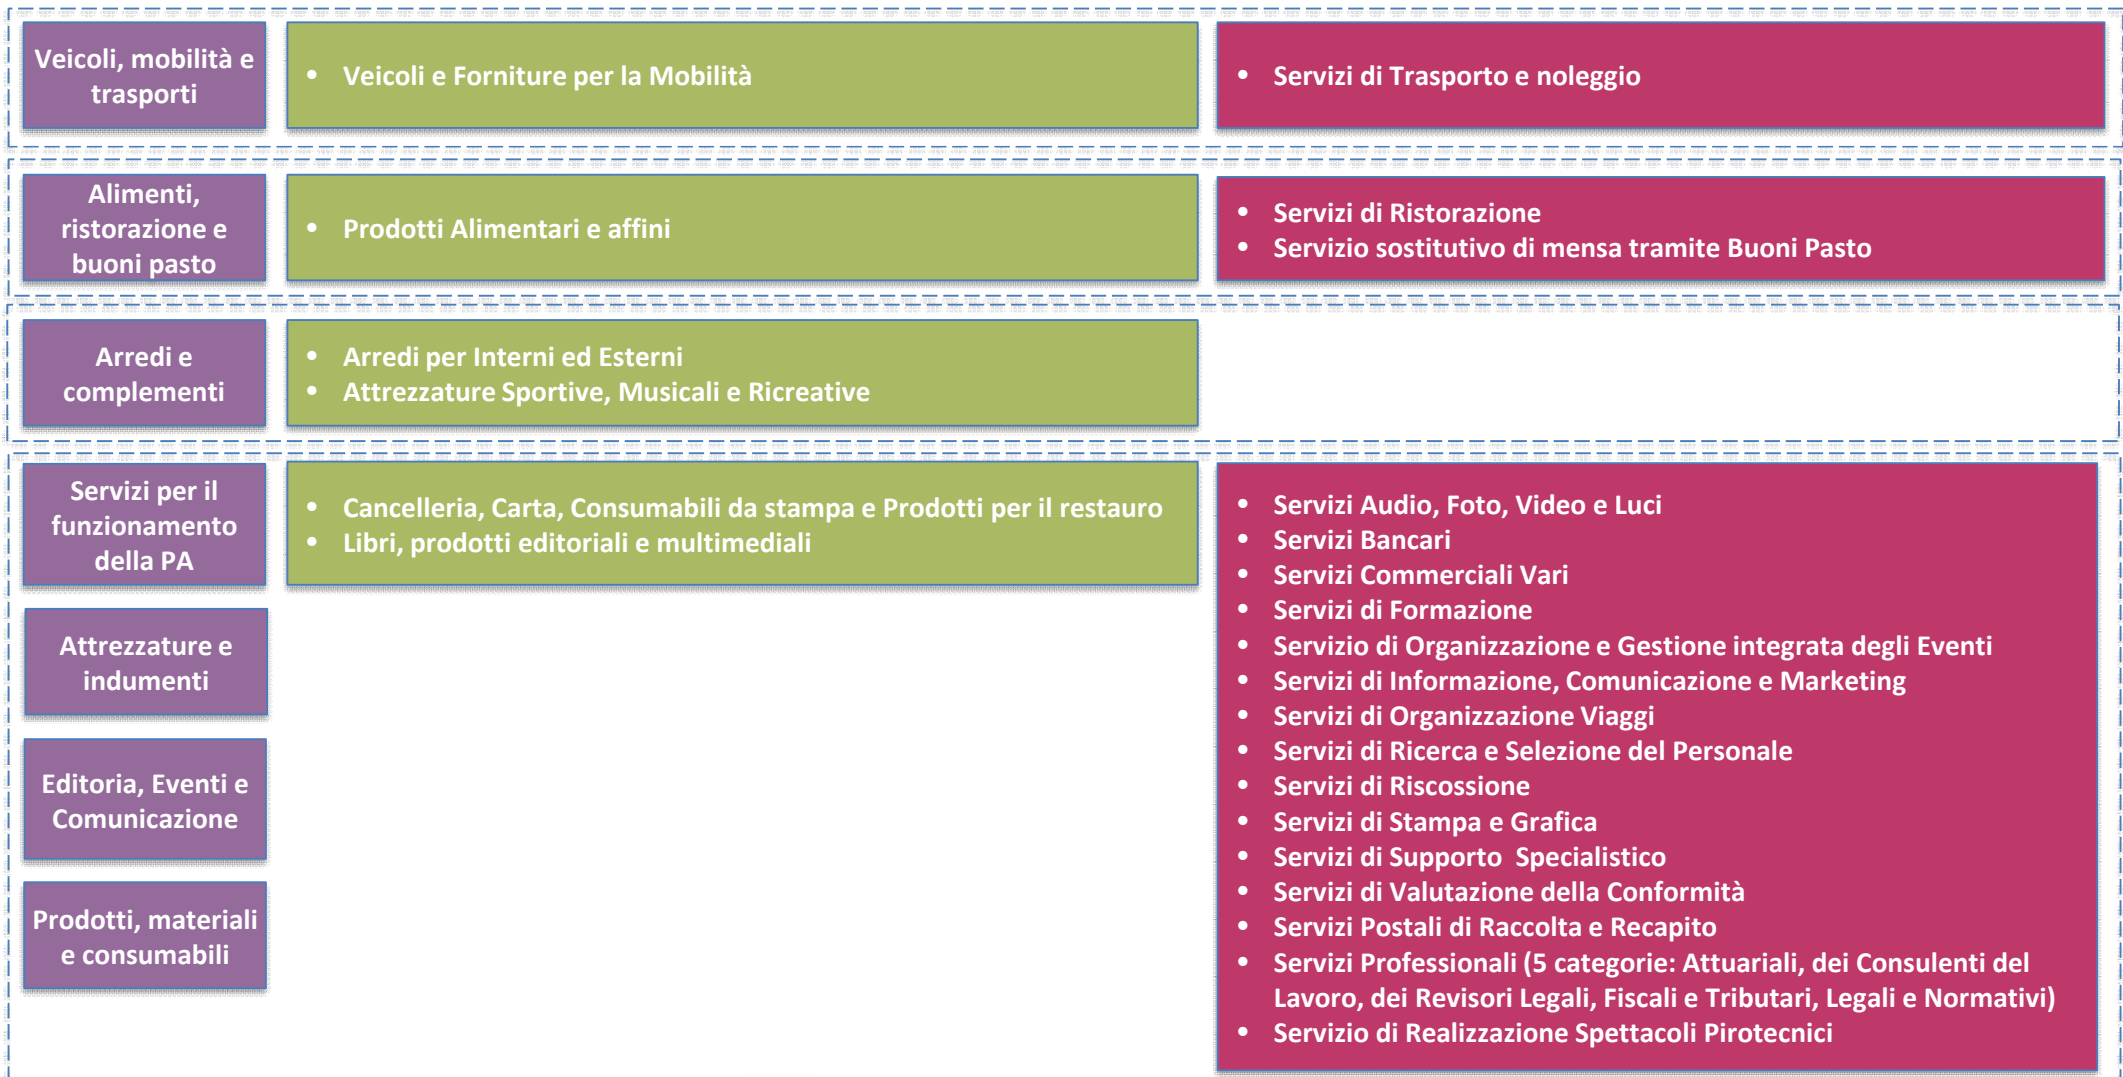 Veicoli, mobilità e
trasporti
• Veicoli e Forniture per la Mobilità
• Servizi di Trasporto e noleggio
Alimenti,
ristorazione e
buoni pasto
• Prodotti Alimentari e affini
• Servizi di Ristorazione
• Servizio sostitutivo di mensa tramite Buoni Pasto
Arredi e
complementi
• Arredi per Interni ed Esterni
• Attrezzature Sportive, Musicali e Ricreative
Servizi per il
funzionamento
della PA
• Cancelleria, Carta, Consumabili da stampa e Prodotti per il restauro
• Libri, prodotti editoriali e multimediali
Attrezzature e
indumenti
Editoria, Eventi e
Comunicazione
Prodotti, materiali
e consumabili
• Servizi Audio, Foto, Video e Luci
• Servizi Bancari
• Servizi Commerciali Vari
• Servizi di Formazione
• Servizio di Organizzazione e Gestione integrata degli Eventi
• Servizi di Informazione, Comunicazione e Marketing
• Servizi di Organizzazione Viaggi
• Servizi di Ricerca e Selezione del Personale
• Servizi di Riscossione
• Servizi di Stampa e Grafica
• Servizi di Supporto  Specialistico
• Servizi di Valutazione della Conformità
• Servizi Postali di Raccolta e Recapito
• Servizi Professionali (5 categorie: Attuariali, dei Consulenti del
Lavoro, dei Revisori Legali, Fiscali e Tributari, Legali e Normativi)
• Servizio di Realizzazione Spettacoli Pirotecnici